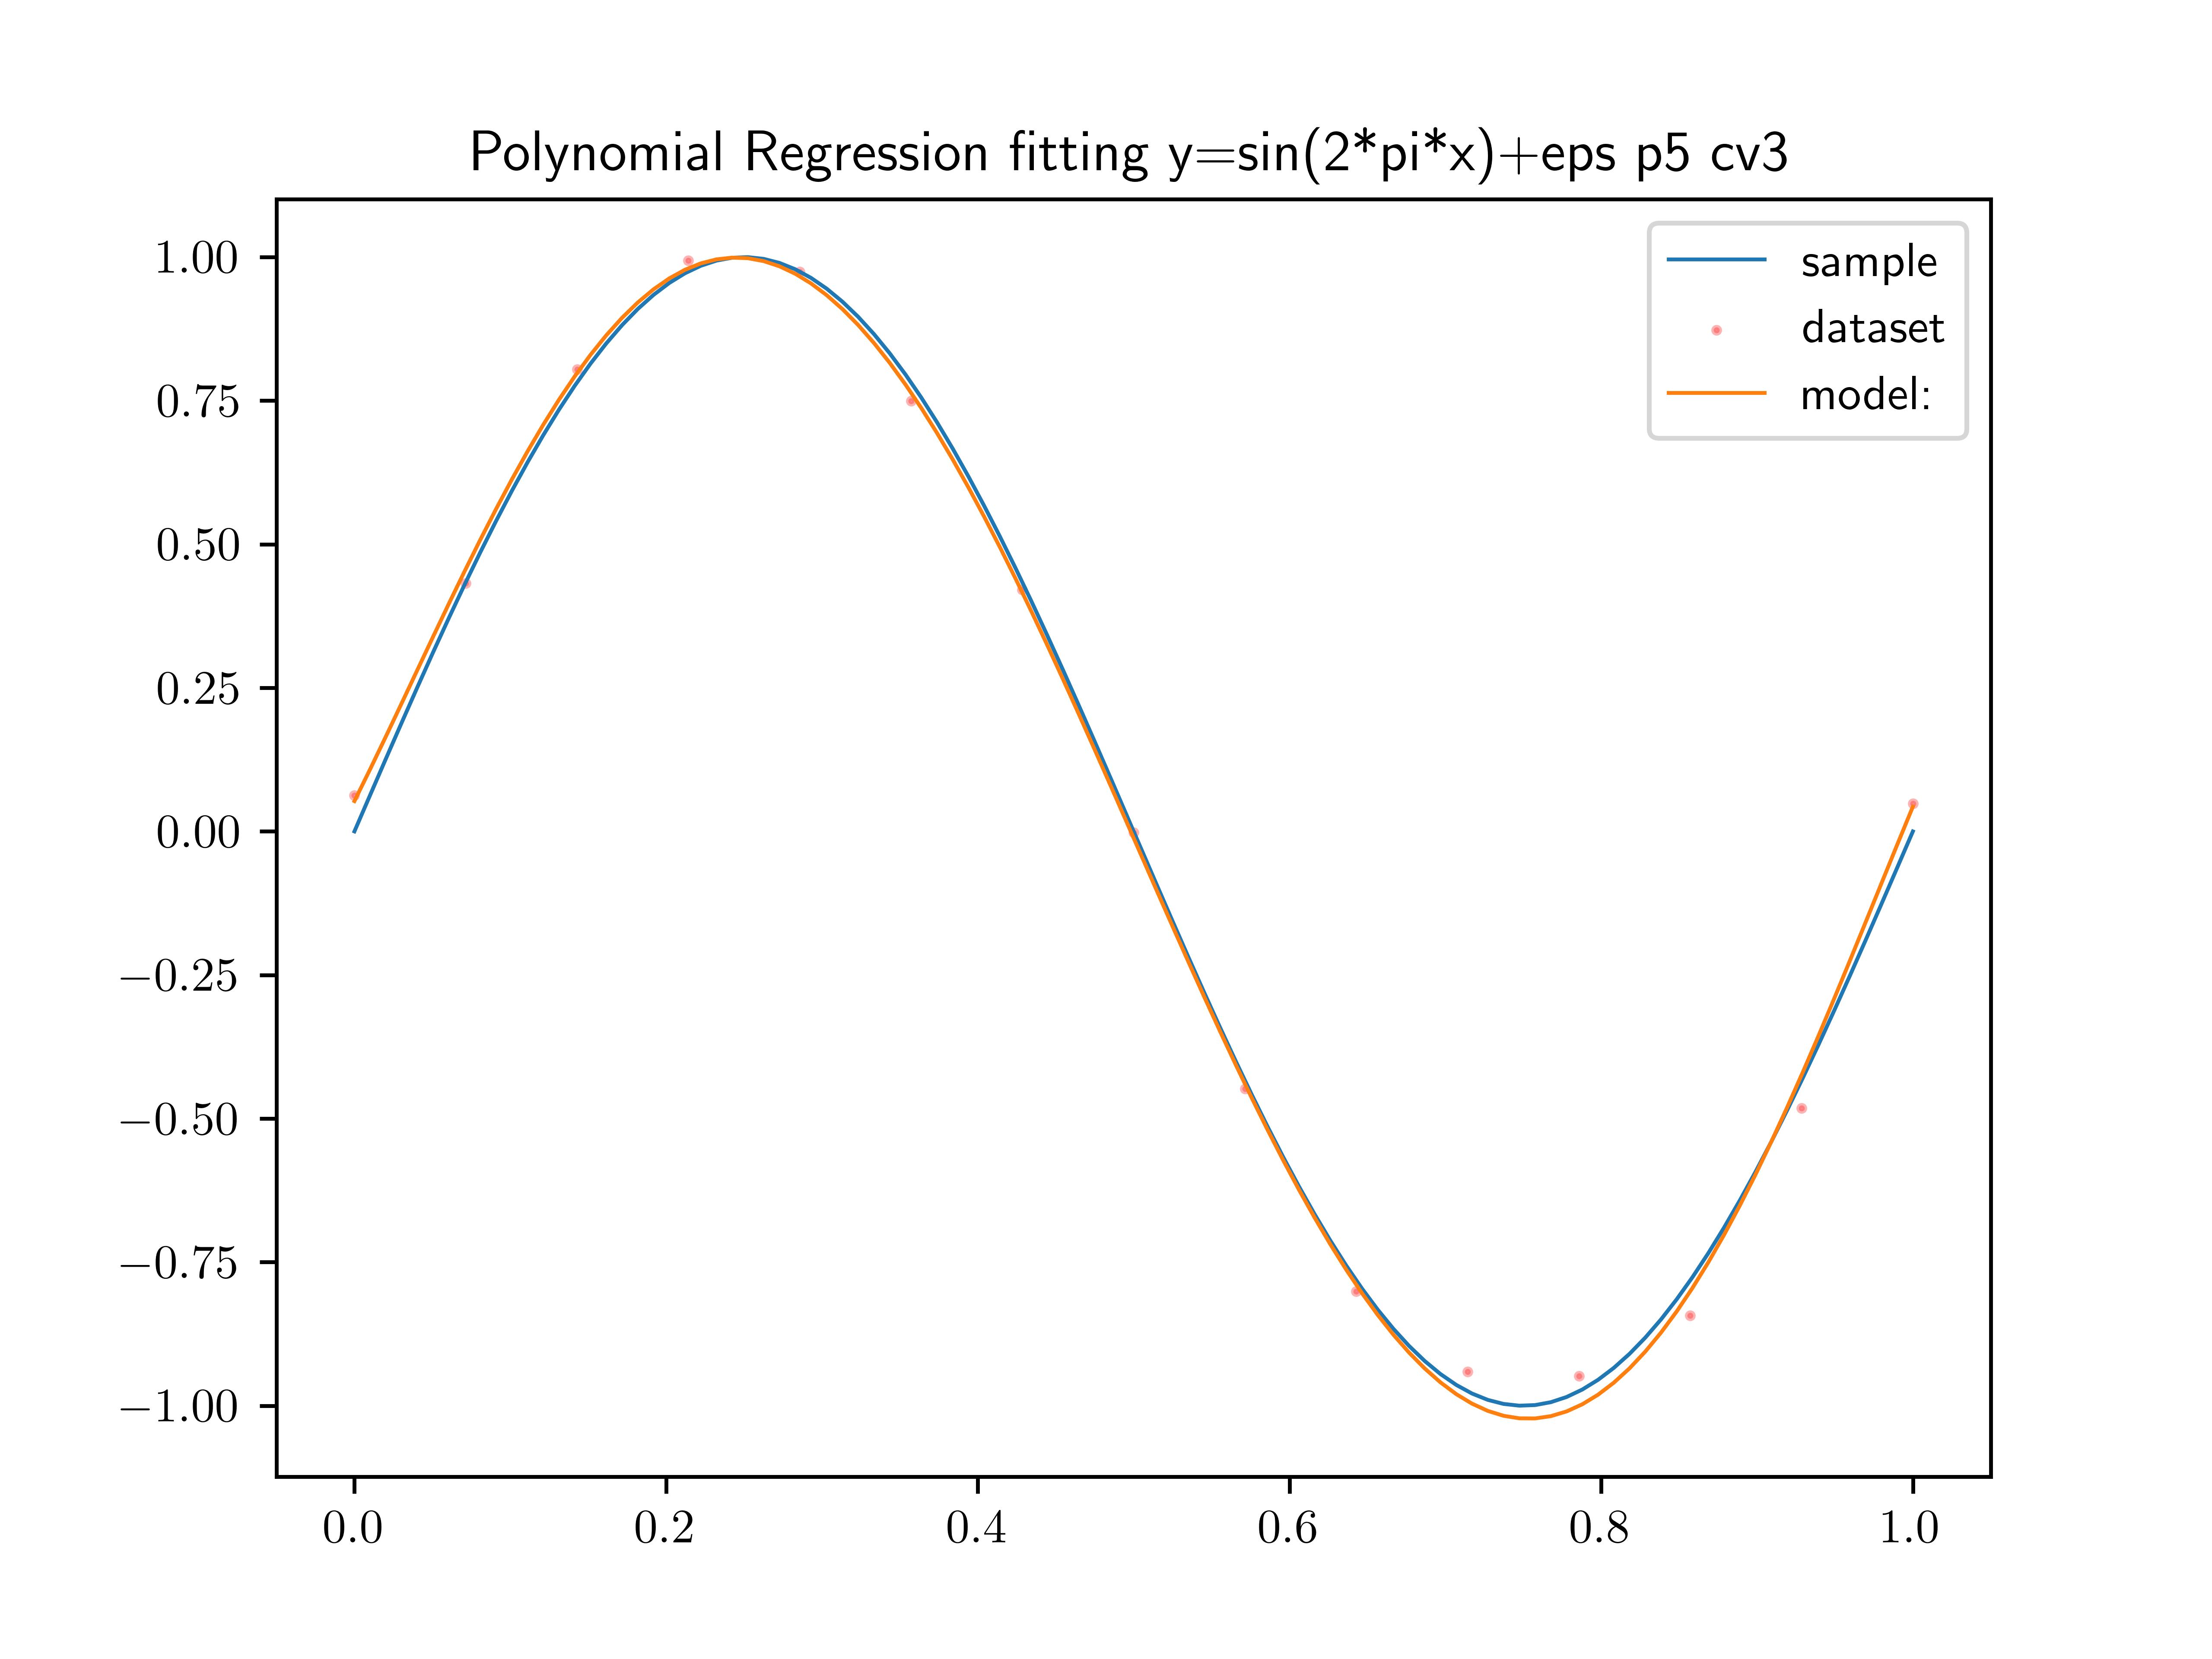 Polynomial Regression fitting y=sin(2*pi*x)+eps p5 cv3
sample
dataset
model:
1.00
0.75
0.50
0.25
0.00
−0.25
−0.50
−0.75
−1.00
0.0 0.2 0.4 0.6 0.8 1.0